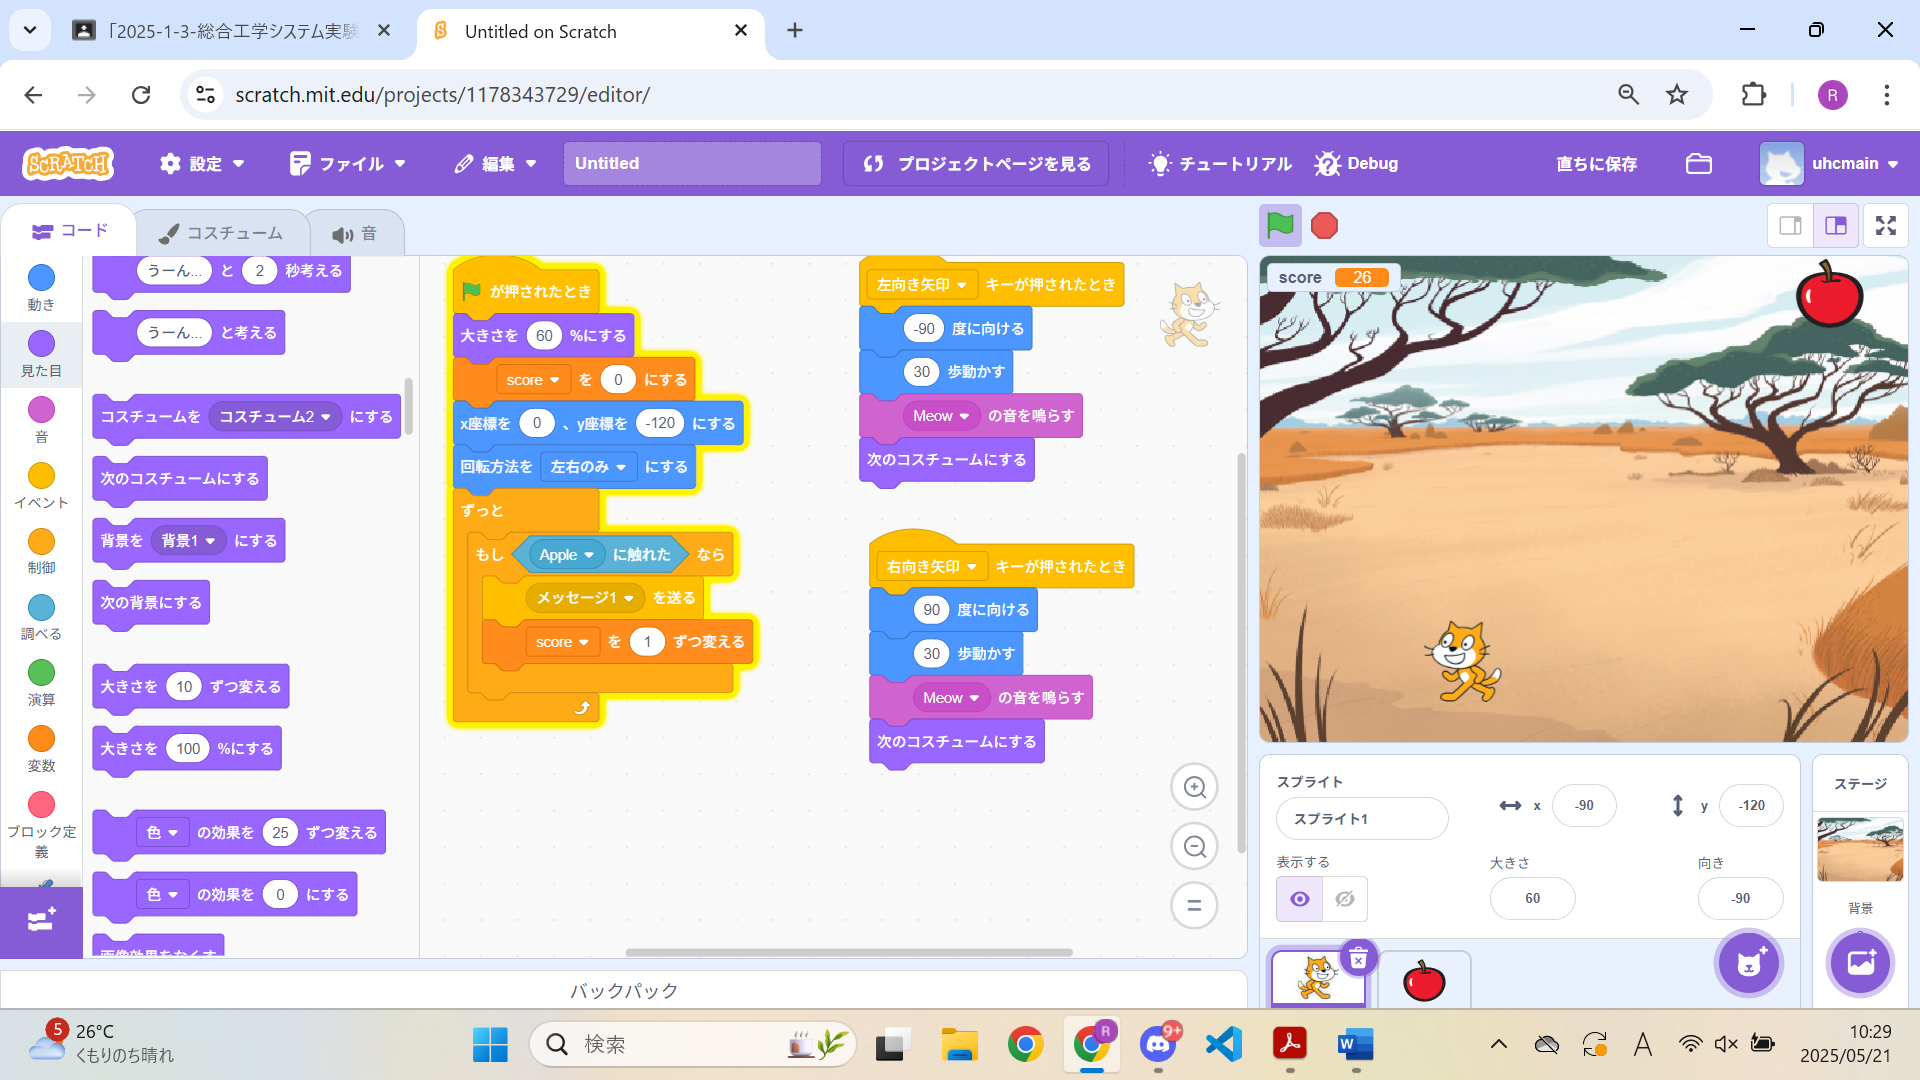 「2025-1-3-総合工学システム実験
Untitled on Scratch
scratch.mit.edu/projects/1178343729/editor/
R
SCRATCH
設定
ファイル
編集
Untitled
プロジェクトページを見る
チュートリアル
Debug
直ちに保存
uhcmain
コード
コスチューム
音
動き
見た目
音
イベント
制御
調べる
演算
変数
ブロック定
義
うーん... と 2 秒考える
うーん... と考える
コスチュームを コスチューム2 にする
次のコスチュームにする
背景を 背景1 にする
次の背景にする
大きさを 10 ずつ変える
大きさを 100 %にする
色 の効果を 25 ずつ変える
色 の効果を 0 にする
画像効果をなくす
が押されたとき
大きさを 60 %にする
score を 0 にする
x座標を 0 、y座標を -120 にする
回転方法を 左右のみ にする
ずっと
もし Apple に触れた なら
メッセージ1 を送る
score を 1 ずつ変える
左向き矢印 キーが押されたとき
-90 度に向ける
30 歩動かす
Meow の音を鳴らす
次のコスチュームにする
右向き矢印 キーが押されたとき
90 度に向ける
30 歩動かす
Meow の音を鳴らす
次のコスチュームにする
score 26
スプライト
スプライト1
x -90
y -120
表示する
大きさ
60
向き
-90
ステージ
背景
バックパック
5
26°C
くもりのち晴れ
検索
R
9+
W
A
10:29
2025/05/21